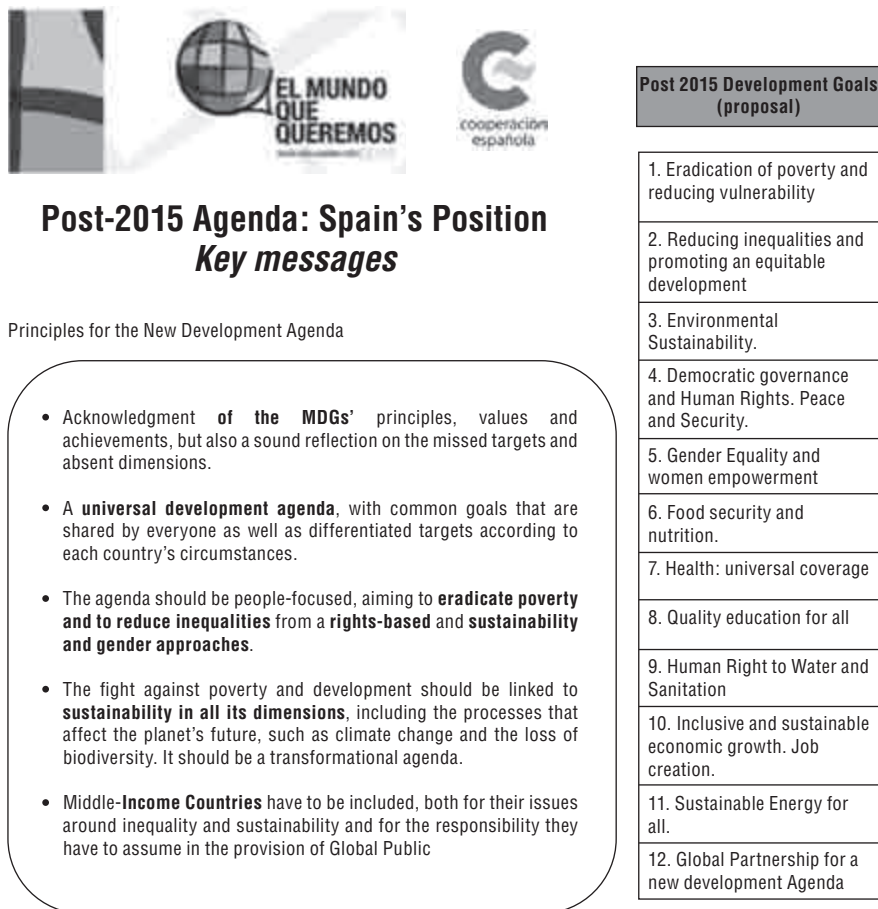 EL MUNDO
QUE
QUEREMOS
cooperación
española
Post-2015 Agenda: Spain's Position
Key messages
Principles for the New Development Agenda
• Acknowledgment of the MDGs' principles, values and
achievements, but also a sound reflection on the missed targets and
absent dimensions.
• A universal development agenda, with common goals that are
shared by everyone as well as differentiated targets according to
each country's circumstances.
• The agenda should be people-focused, aiming to eradicate poverty
and to reduce inequalities from a rights-based and sustainability
and gender approaches.
• The fight against poverty and development should be linked to
sustainability in all its dimensions, including the processes that
affect the planet's future, such as climate change and the loss of
biodiversity. It should be a transformational agenda.
• Middle-Income Countries have to be included, both for their issues
around inequality and sustainability and for the responsibility they
have to assume in the provision of Global Public
Post 2015 Development Goals
(proposal)
1. Eradication of poverty and
reducing vulnerability
2. Reducing inequalities and
promoting an equitable
development
3. Environmental
Sustainability.
4. Democratic governance
and Human Rights. Peace
and Security.
5. Gender Equality and
women empowerment
6. Food security and
nutrition.
7. Health: universal coverage
8. Quality education for all
9. Human Right to Water and
Sanitation
10. Inclusive and sustainable
economic growth. Job
creation.
11. Sustainable Energy for
all.
12. Global Partnership for a
new development Agenda